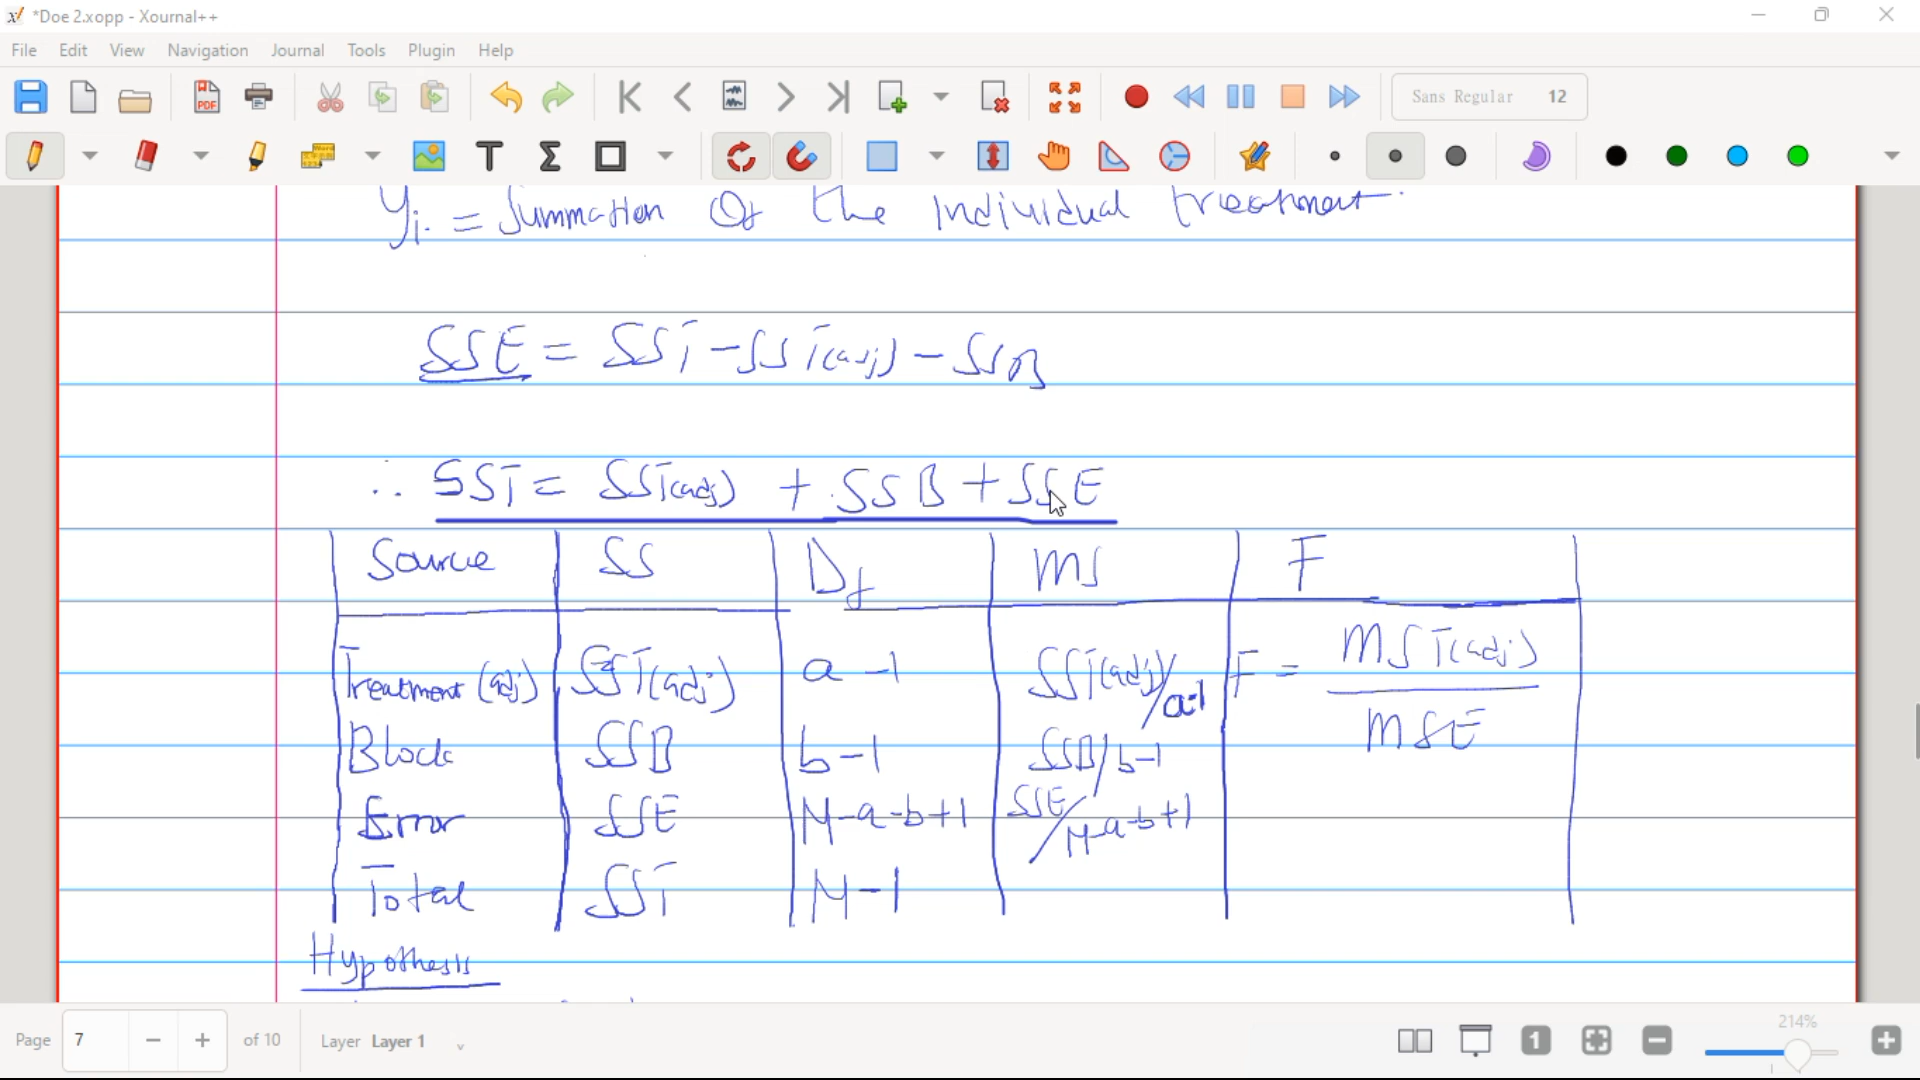 *Doe 2.xopp - Xournal++
File Edit View Navigation Journal Tools Plugin Help
PDF Sans Regular 12
T Σ
yi. = Summation Of the Individual treatment.
SSE = SST - SST(adj) - SSB
∴ SST = SST(adj) + SSB + SSE
Source SS Df MS F
Treatment (adj) SST(adj) a-1 SST(adj)/a-1 F = MST(adj)/MSE
Block SSB b-1 SSB/b-1
Error SSE N-a-b+1 SSE/N-a-b+1
Total SST N-1
Hypothesis
Page 7 of 10 Layer Layer 1 1 214%